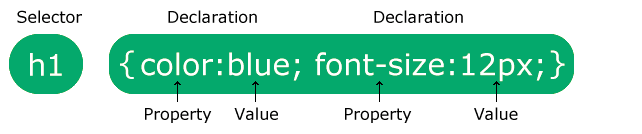 Selector Declaration Declaration
h1 {color:blue; font-size:12px;}
Property Value Property Value